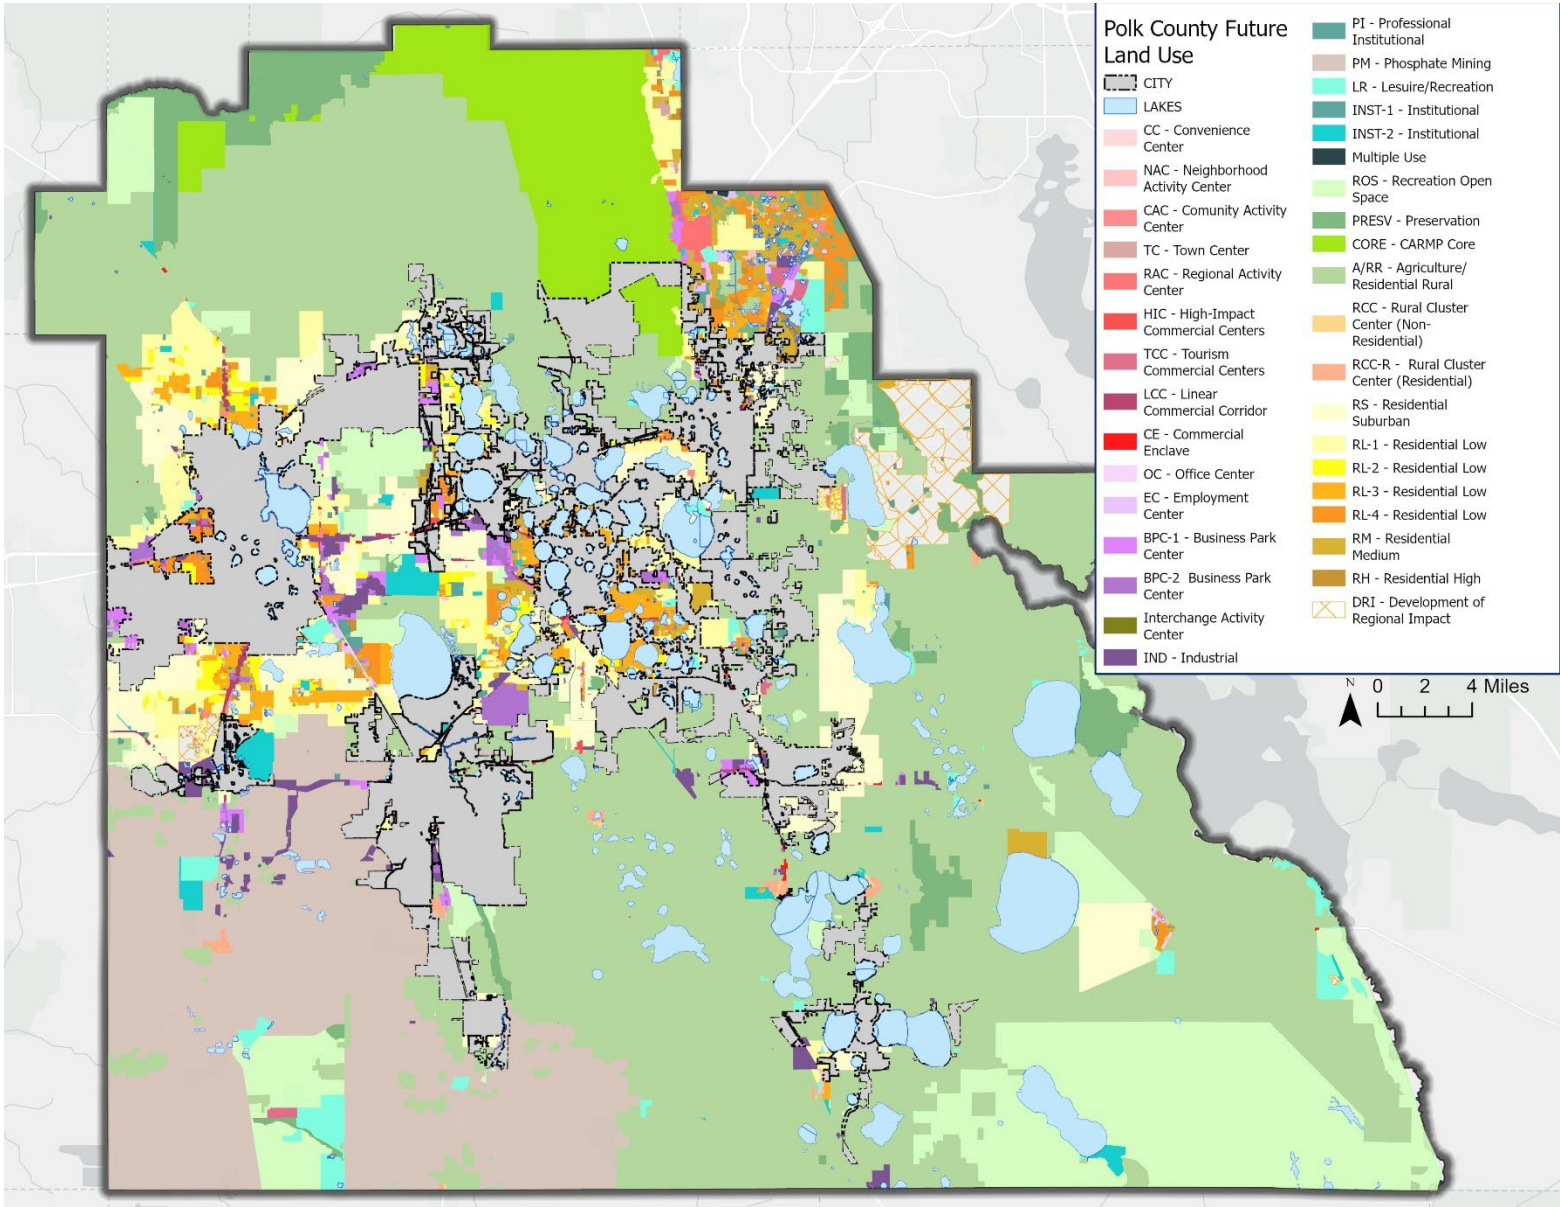 Polk County Future
Land Use
CITY
LAKES
CC - Convenience
Center
NAC - Neighborhood
Activity Center
CAC - Comunity Activity
Center
TC - Town Center
RAC - Regional Activity
Center
HIC - High-Impact
Commercial Centers
TCC - Tourism
Commercial Centers
LCC - Linear
Commercial Corridor
CE - Commercial
Enclave
OC - Office Center
EC - Employment
Center
BPC-1 - Business Park
Center
BPC-2 Business Park
Center
Interchange Activity
Center
IND - Industrial
PI - Professional
Institutional
PM - Phosphate Mining
LR - Lesuire/Recreation
INST-1 - Institutional
INST-2 - Institutional
Multiple Use
ROS - Recreation Open
Space
PRESV - Preservation
CORE - CARMP Core
A/RR - Agriculture/
Residential Rural
RCC - Rural Cluster
Center (Non-
Residential)
RCC-R - Rural Cluster
Center (Residential)
RS - Residential
Suburban
RL-1 - Residential Low
RL-2 - Residential Low
RL-3 - Residential Low
RL-4 - Residential Low
RM - Residential
Medium
RH - Residential High
DRI - Development of
Regional Impact
N
0 2 4 Miles